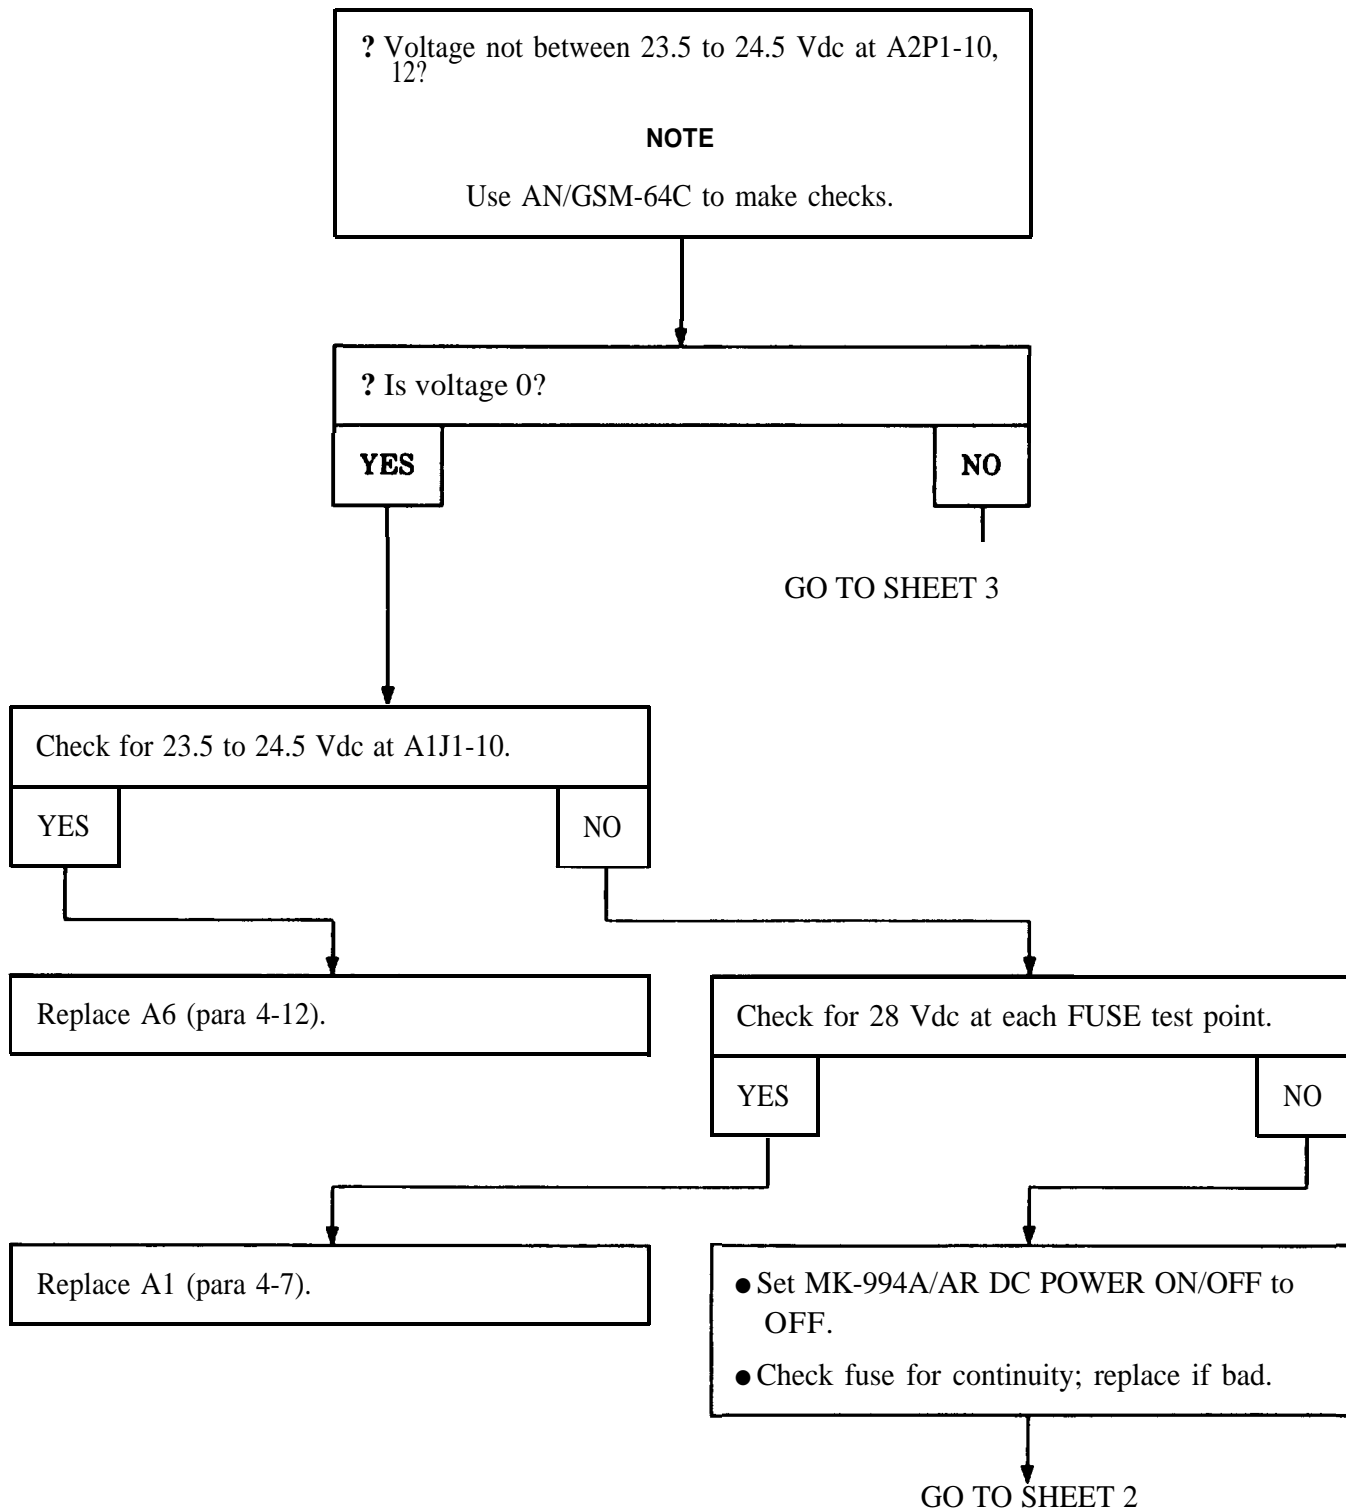 ? Voltage not between 23.5 to 24.5 Vdc at A2P1-10,
12?
NOTE
Use AN/GSM-64C to make checks.
? Is voltage 0?
YES
NO
GO TO SHEET 3
Check for 23.5 to 24.5 Vdc at A1J1-10.
YES
NO
Replace A6 (para 4-12).
Check for 28 Vdc at each FUSE test point.
YES
NO
Replace A1 (para 4-7).
● Set MK-994A/AR DC POWER ON/OFF to
OFF.
● Check fuse for continuity; replace if bad.
GO TO SHEET 2